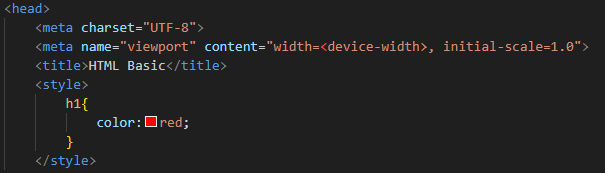 <head>
<meta charset="UTF-8">
<meta name="viewport" content="width=<device-width>, initial-scale=1.0">
<title>HTML Basic</title>
<style>
h1{
color:red;
}
</style>